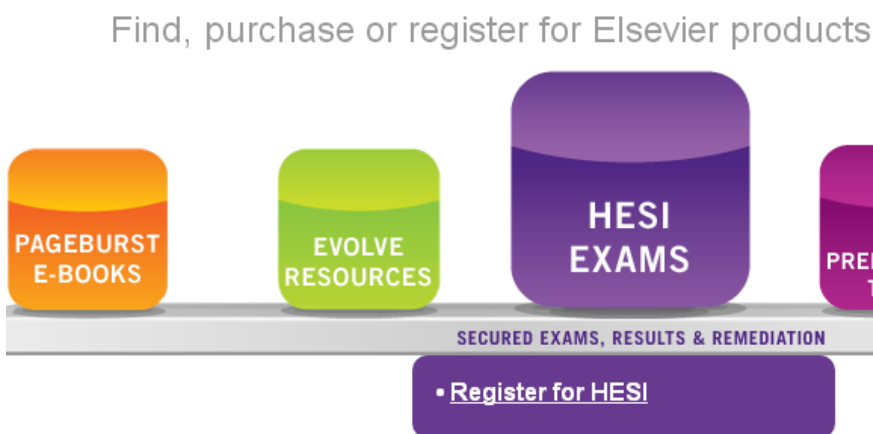 Find, purchase or register for Elsevier products
PAGEBURST
E-BOOKS
EVOLVE
RESOURCES
HESI
EXAMS
SECURED EXAMS, RESULTS & REMEDIATION
• Register for HESI